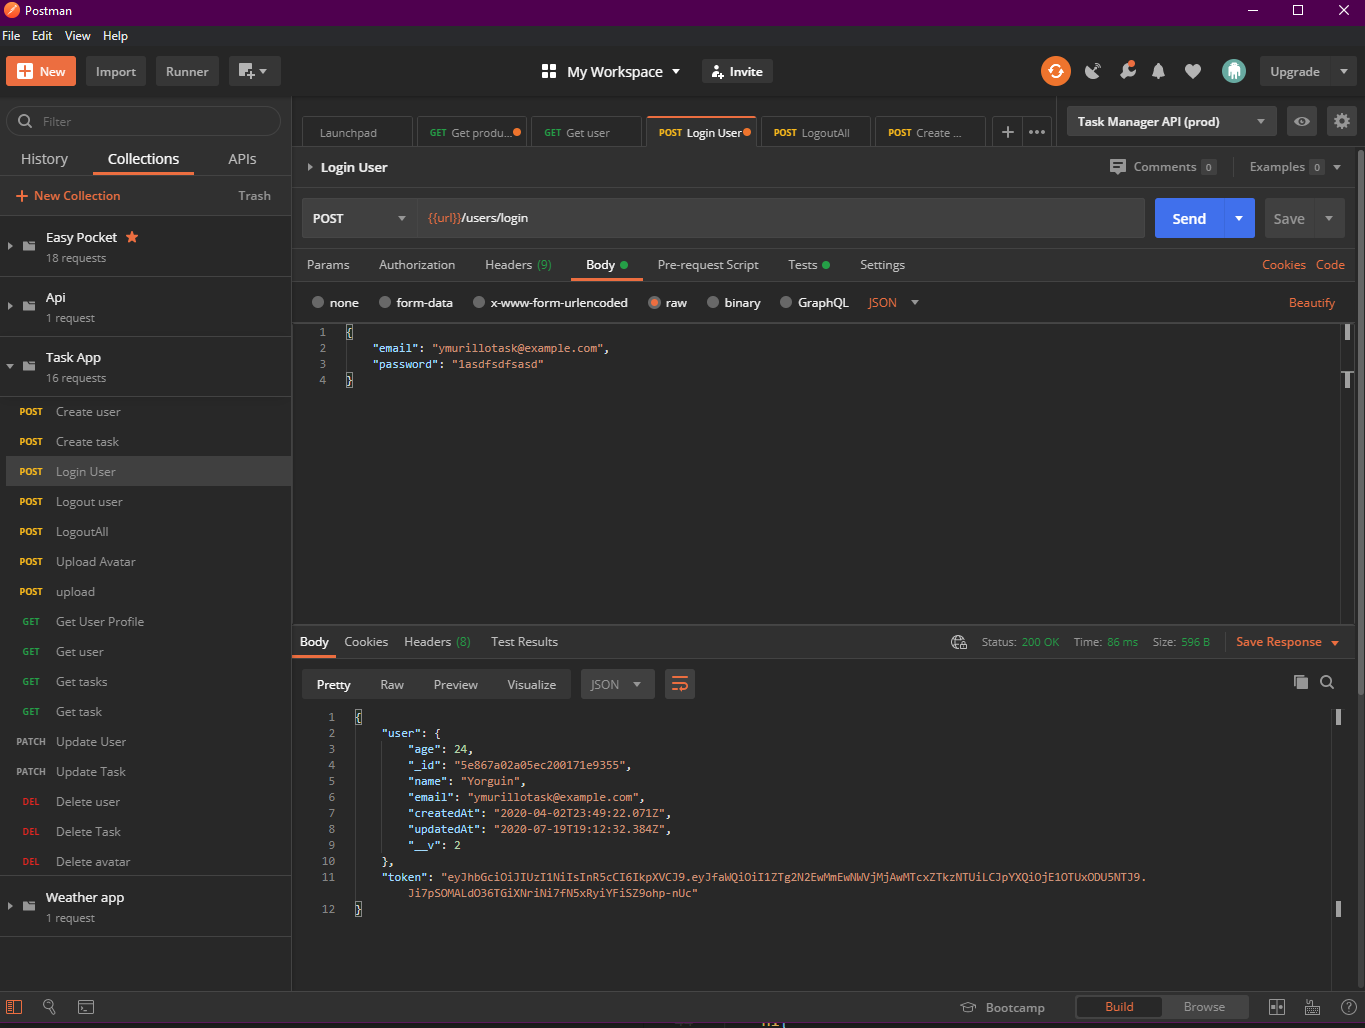 Postman
File Edit View Help
New Import Runner My Workspace Invite Upgrade
Filter
History Collections APIs
New Collection Trash
Easy Pocket
18 requests
Api
1 request
Task App
16 requests
POST Create user
POST Create task
POST Login User
POST Logout user
POST LogoutAll
POST Upload Avatar
POST upload
GET Get User Profile
GET Get user
GET Get tasks
GET Get task
PATCH Update User
PATCH Update Task
DEL Delete user
DEL Delete Task
DEL Delete avatar
Weather app
1 request
Launchpad GET Get produ... GET Get user POST Login User POST LogoutAll POST Create ... Task Manager API (prod)
Login User Comments 0 Examples 0
POST {{url}}/users/login Send Save
Params Authorization Headers (9) Body Pre-request Script Tests Settings Cookies Code
none form-data x-www-form-urlencoded raw binary GraphQL JSON Beautify
1 {
2 "email": "ymurillotask@example.com",
3 "password": "1asdfsdfsasd"
4 }
Body Cookies Headers (8) Test Results Status: 200 OK Time: 86 ms Size: 596 B Save Response
Pretty Raw Preview Visualize JSON
1 {
2 "user": {
3 "age": 24,
4 "_id": "5e867a02a05ec200171e9355",
5 "name": "Yorguin",
6 "email": "ymurillotask@example.com",
7 "createdAt": "2020-04-02T23:49:22.071Z",
8 "updatedAt": "2020-07-19T19:12:32.384Z",
9 "__v": 2
10 },
11 "token": "eyJhbGciOiJIUzI1NiIsInR5cCI6IkpXVCJ9.eyJfaWQiOiI1ZTg2N2EwMmEwNWVjMjAwMTcxZTkzNTUiLCJpYXQiOjE1OTUxODU5NTJ9.
Ji7pSOMALdO36TGiXNriNi7fN5xRyiYFiSZ9ohp-nUc"
12 }
Bootcamp Build Browse